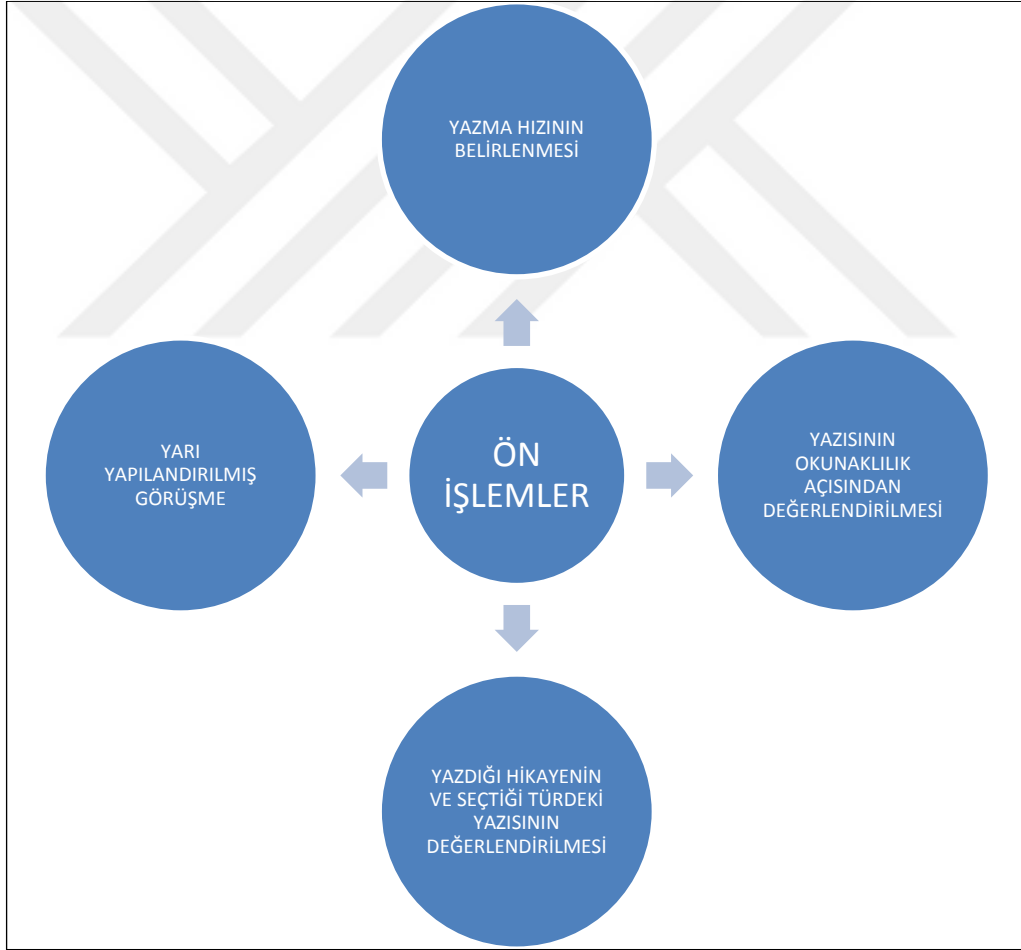 YAZMA HIZININ
BELİRLENMESİ
YARI
YAPILANDIRILMIŞ
GÖRÜŞME
ÖN
İŞLEMLER
YAZISININ
OKUNAKLILIK
AÇISINDAN
DEĞERLENDİRİLMESİ
YAZDIĞI HİKAYENİN
VE SEÇTİĞİ TÜRDEKİ
YAZISININ
DEĞERLENDİRİLMESİ